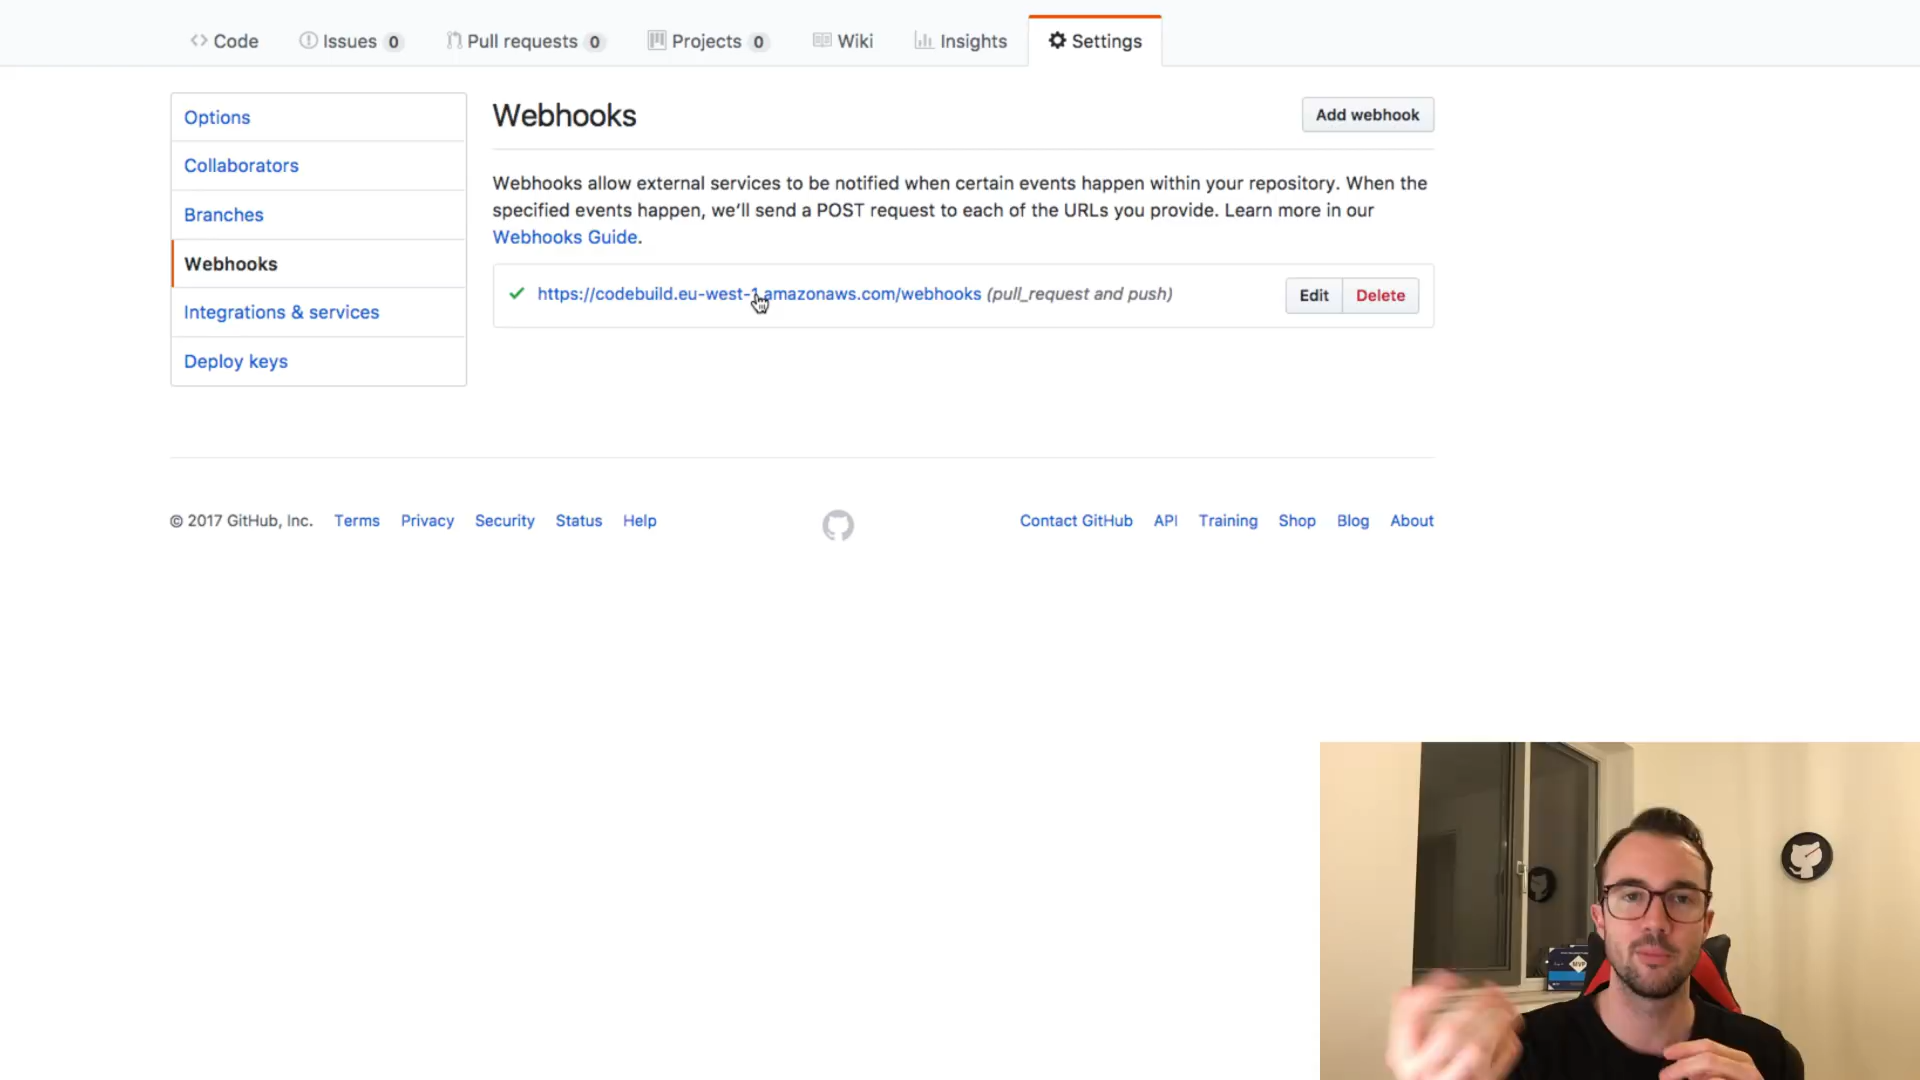 Code
Issues 0
Pull requests 0
Projects 0
Wiki
Insights
Settings
Options
Collaborators
Branches
Webhooks
Integrations & services
Deploy keys
Webhooks
Add webhook
Webhooks allow external services to be notified when certain events happen within your repository. When the
specified events happen, we’ll send a POST request to each of the URLs you provide. Learn more in our
Webhooks Guide.
https://codebuild.eu-west-1.amazonaws.com/webhooks (pull_request and push)
Edit
Delete
© 2017 GitHub, Inc.
Terms
Privacy
Security
Status
Help
Contact GitHub
API
Training
Shop
Blog
About
MVP